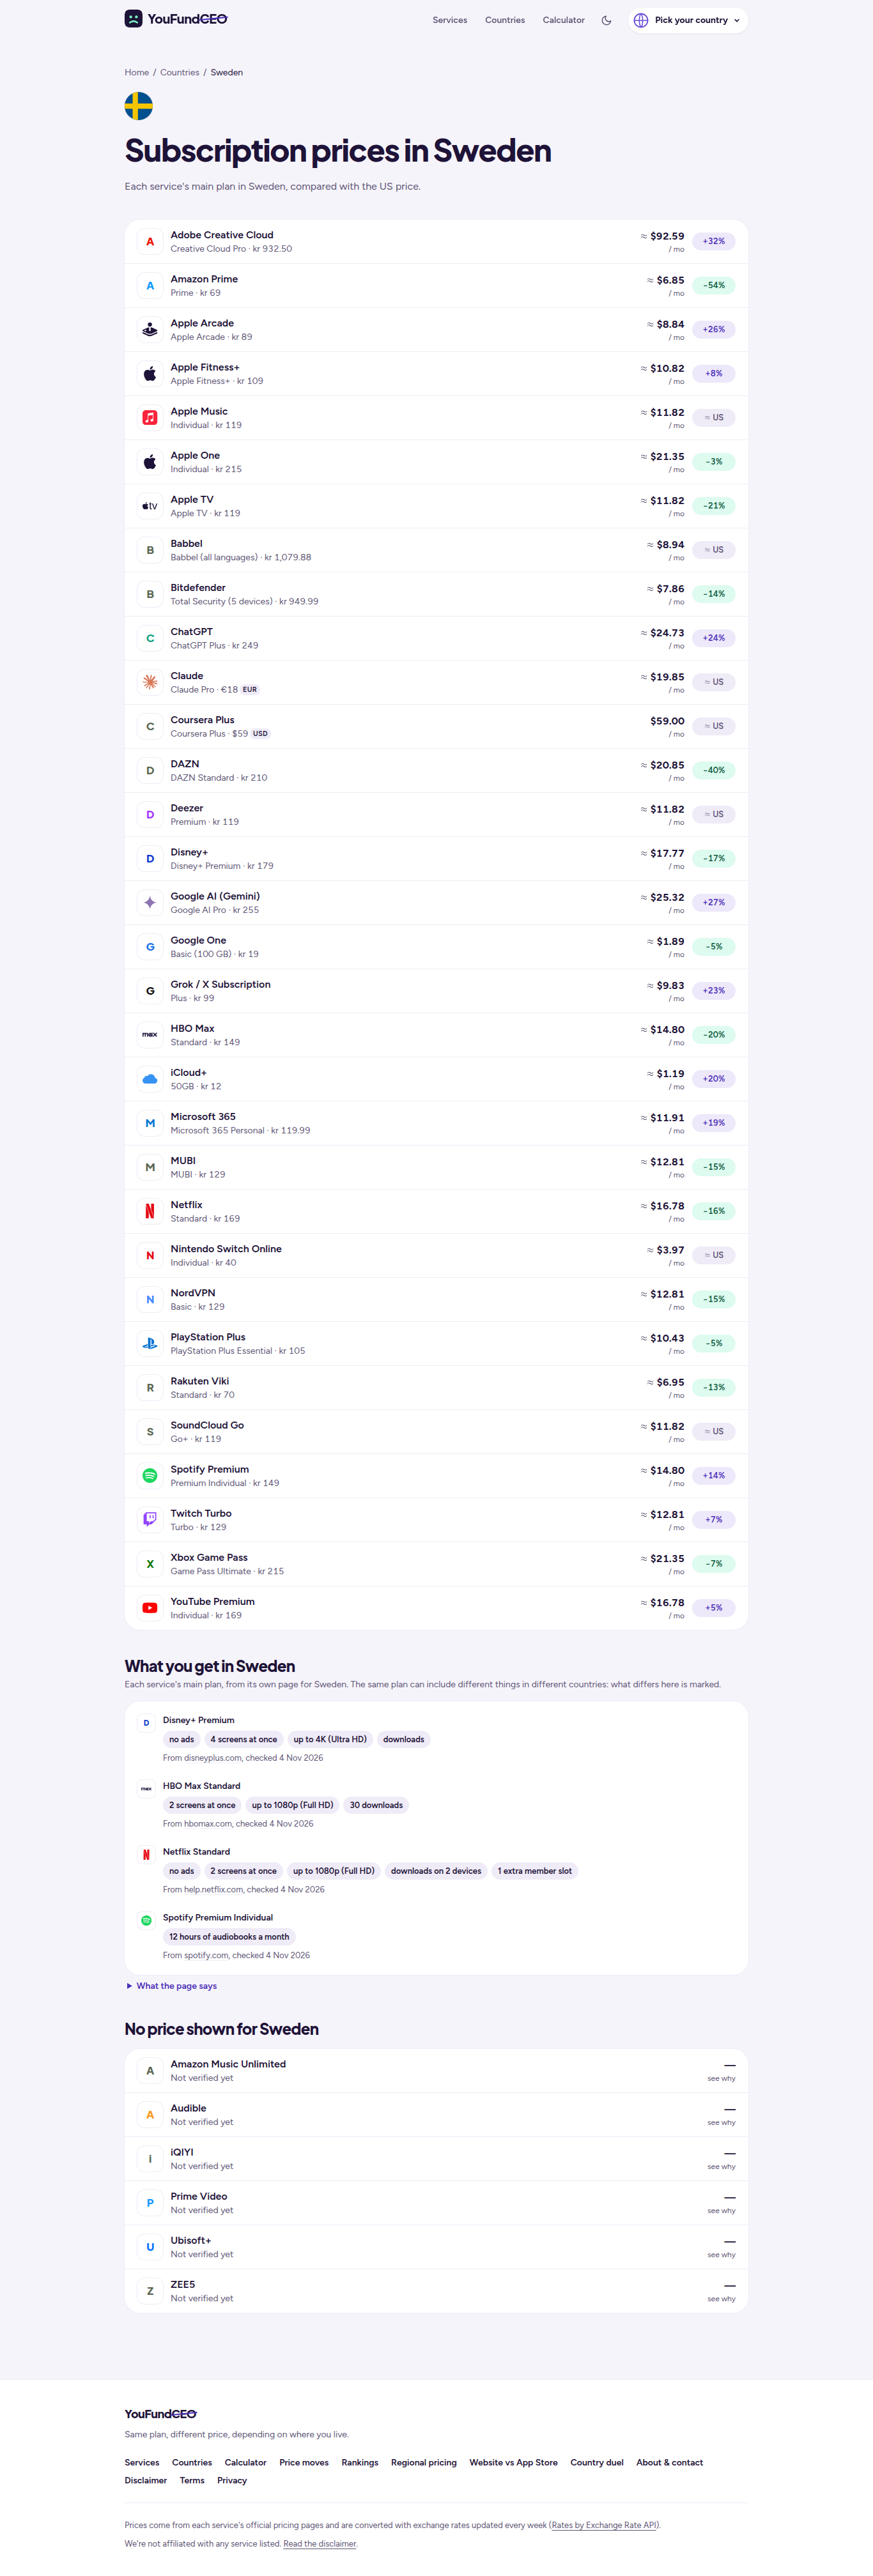 YouFundCEO
Services Countries Calculator Pick your country
Home / Countries / Sweden
Subscription prices in Sweden
Each service's main plan in Sweden, compared with the US price.
A Adobe Creative Cloud ≈ $92.59 +32%
Creative Cloud Pro · kr 932.50 / mo
A Amazon Prime ≈ $6.85 −54%
Prime · kr 69 / mo
Apple Arcade ≈ $8.84 +26%
Apple Arcade · kr 89 / mo
Apple Fitness+ ≈ $10.82 +8%
Apple Fitness+ · kr 109 / mo
Apple Music ≈ $11.82 ≈ US
Individual · kr 119 / mo
Apple One ≈ $21.35 −3%
Individual · kr 215 / mo
tv Apple TV ≈ $11.82 −21%
Apple TV · kr 119 / mo
B Babbel ≈ $8.94 ≈ US
Babbel (all languages) · kr 1,079.88 / mo
B Bitdefender ≈ $7.86 −14%
Total Security (5 devices) · kr 949.99 / mo
C ChatGPT ≈ $24.73 +24%
ChatGPT Plus · kr 249 / mo
Claude ≈ $19.85 ≈ US
Claude Pro · €18 EUR / mo
C Coursera Plus $59.00 ≈ US
Coursera Plus · $59 USD / mo
D DAZN ≈ $20.85 −40%
DAZN Standard · kr 210 / mo
D Deezer ≈ $11.82 ≈ US
Premium · kr 119 / mo
D Disney+ ≈ $17.77 −17%
Disney+ Premium · kr 179 / mo
Google AI (Gemini) ≈ $25.32 +27%
Google AI Pro · kr 255 / mo
G Google One ≈ $1.89 −5%
Basic (100 GB) · kr 19 / mo
G Grok / X Subscription ≈ $9.83 +23%
Plus · kr 99 / mo
max HBO Max ≈ $14.80 −20%
Standard · kr 149 / mo
iCloud+ ≈ $1.19 +20%
50GB · kr 12 / mo
M Microsoft 365 ≈ $11.91 +19%
Microsoft 365 Personal · kr 119.99 / mo
M MUBI ≈ $12.81 −15%
MUBI · kr 129 / mo
N Netflix ≈ $16.78 −16%
Standard · kr 169 / mo
N Nintendo Switch Online ≈ $3.97 ≈ US
Individual · kr 40 / mo
N NordVPN ≈ $12.81 −15%
Basic · kr 129 / mo
PlayStation Plus ≈ $10.43 −5%
PlayStation Plus Essential · kr 105 / mo
R Rakuten Viki ≈ $6.95 −13%
Standard · kr 70 / mo
S SoundCloud Go ≈ $11.82 ≈ US
Go+ · kr 119 / mo
Spotify Premium ≈ $14.80 +14%
Premium Individual · kr 149 / mo
Twitch Turbo ≈ $12.81 +7%
Turbo · kr 129 / mo
X Xbox Game Pass ≈ $21.35 −7%
Game Pass Ultimate · kr 215 / mo
YouTube Premium ≈ $16.78 +5%
Individual · kr 169 / mo
What you get in Sweden
Each service's main plan, from its own page for Sweden. The same plan can include different things in different countries: what differs here is marked.
D Disney+ Premium
no ads 4 screens at once up to 4K (Ultra HD) downloads
From disneyplus.com, checked 4 Nov 2026
max HBO Max Standard
2 screens at once up to 1080p (Full HD) 30 downloads
From hbomax.com, checked 4 Nov 2026
N Netflix Standard
no ads 2 screens at once up to 1080p (Full HD) downloads on 2 devices 1 extra member slot
From help.netflix.com, checked 4 Nov 2026
Spotify Premium Individual
12 hours of audiobooks a month
From spotify.com, checked 4 Nov 2026
What the page says
No price shown for Sweden
A Amazon Music Unlimited —
Not verified yet see why
A Audible —
Not verified yet see why
i iQIYI —
Not verified yet see why
P Prime Video —
Not verified yet see why
U Ubisoft+ —
Not verified yet see why
Z ZEE5 —
Not verified yet see why
YouFundCEO
Same plan, different price, depending on where you live.
Services Countries Calculator Price moves Rankings Regional pricing Website vs App Store Country duel About & contact
Disclaimer Terms Privacy
Prices come from each service's official pricing pages and are converted with exchange rates updated every week (Rates by Exchange Rate API).
We're not affiliated with any service listed. Read the disclaimer.